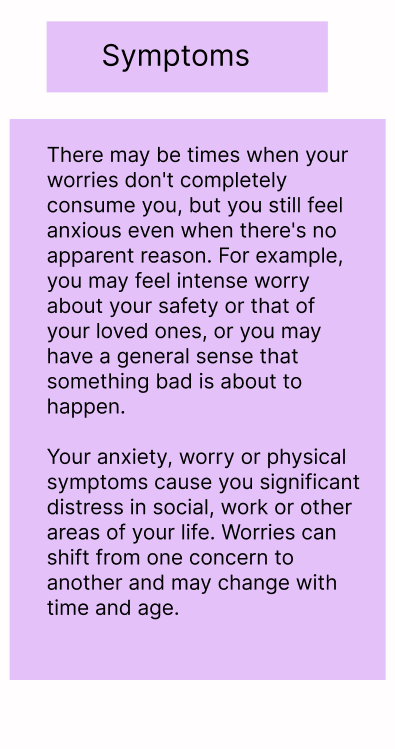 Symptoms
There may be times when your
worries don't completely
consume you, but you still feel
anxious even when there's no
apparent reason. For example,
you may feel intense worry
about your safety or that of
your loved ones, or you may
have a general sense that
something bad is about to
happen.
Your anxiety, worry or physical
symptoms cause you significant
distress in social, work or other
areas of your life. Worries can
shift from one concern to
another and may change with
time and age.